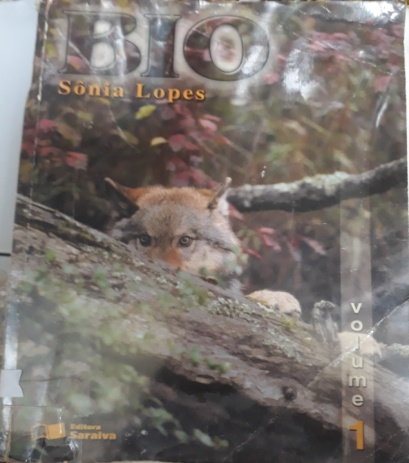 BIO
Sônia Lopes
volume
1
Editora
Saraiva